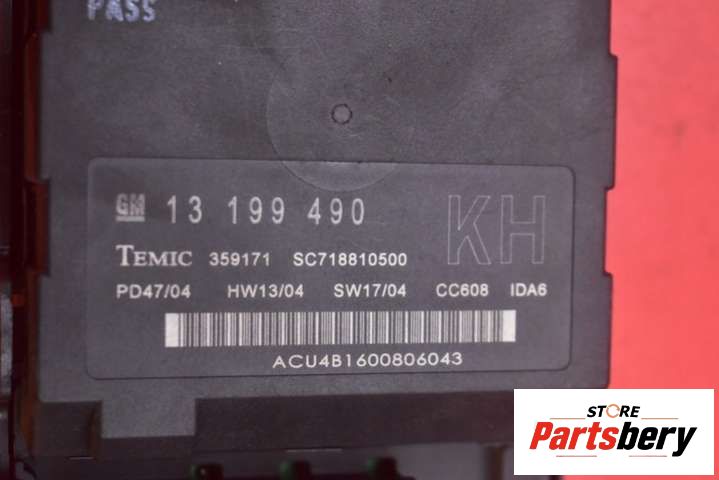 PASS
GM 13 199 490 KH
TEMIC 359171 SC718810500
PD47/04 HW13/04 SW17/04 CC608 IDA6
ACU4B1600806043
STORE
Partsbery